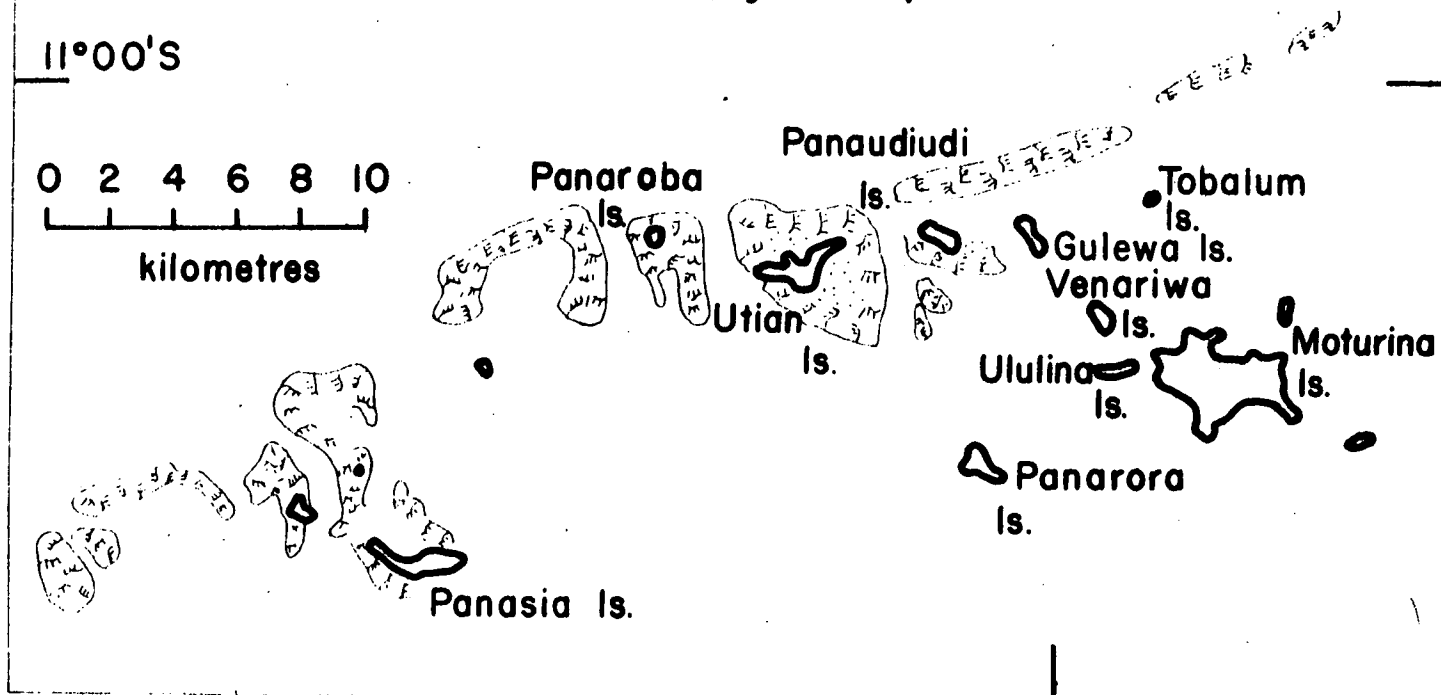 11°00'S
0 2 4 6 8 10
kilometres
Panaroba
Is.
Panaudiudi
Is.
Tobalum
Is.
Gulewa Is.
Venariwa
Is.
Utian
Is.
Moturina
Is.
Ululina
Is.
Panarora
Is.
Panasia Is.